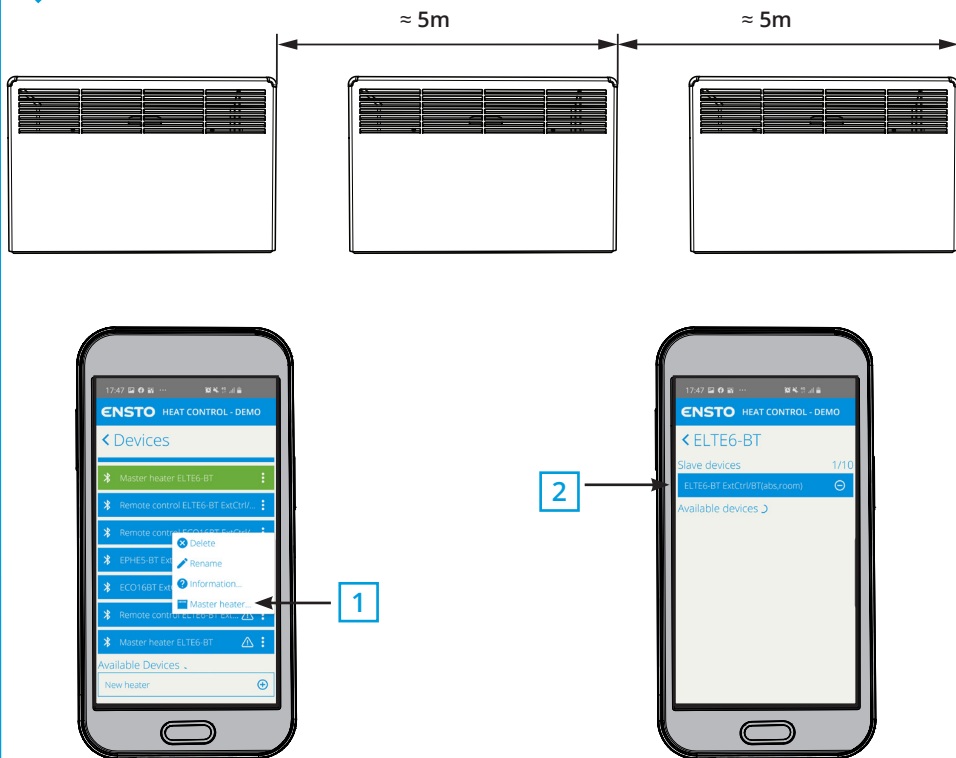 ≈ 5m
≈ 5m
17:47
ENSTO HEAT CONTROL - DEMO
Devices
Master heater ELTE6-BT
Remote control ELTE6-BT ExtCtrl/...
Remote
Delete
EPHE5-BT
Rename
ECO16BT
Information...
Master heater...
1
Remote control ELTE6-BT Ext...
Master heater ELTE6-BT
Available Devices
New heater
17:47
ENSTO HEAT CONTROL - DEMO
ELTE6-BT
Slave devices 1/10
2
ELTE6-BT ExtCtrl/BT(abs,room)
Available devices